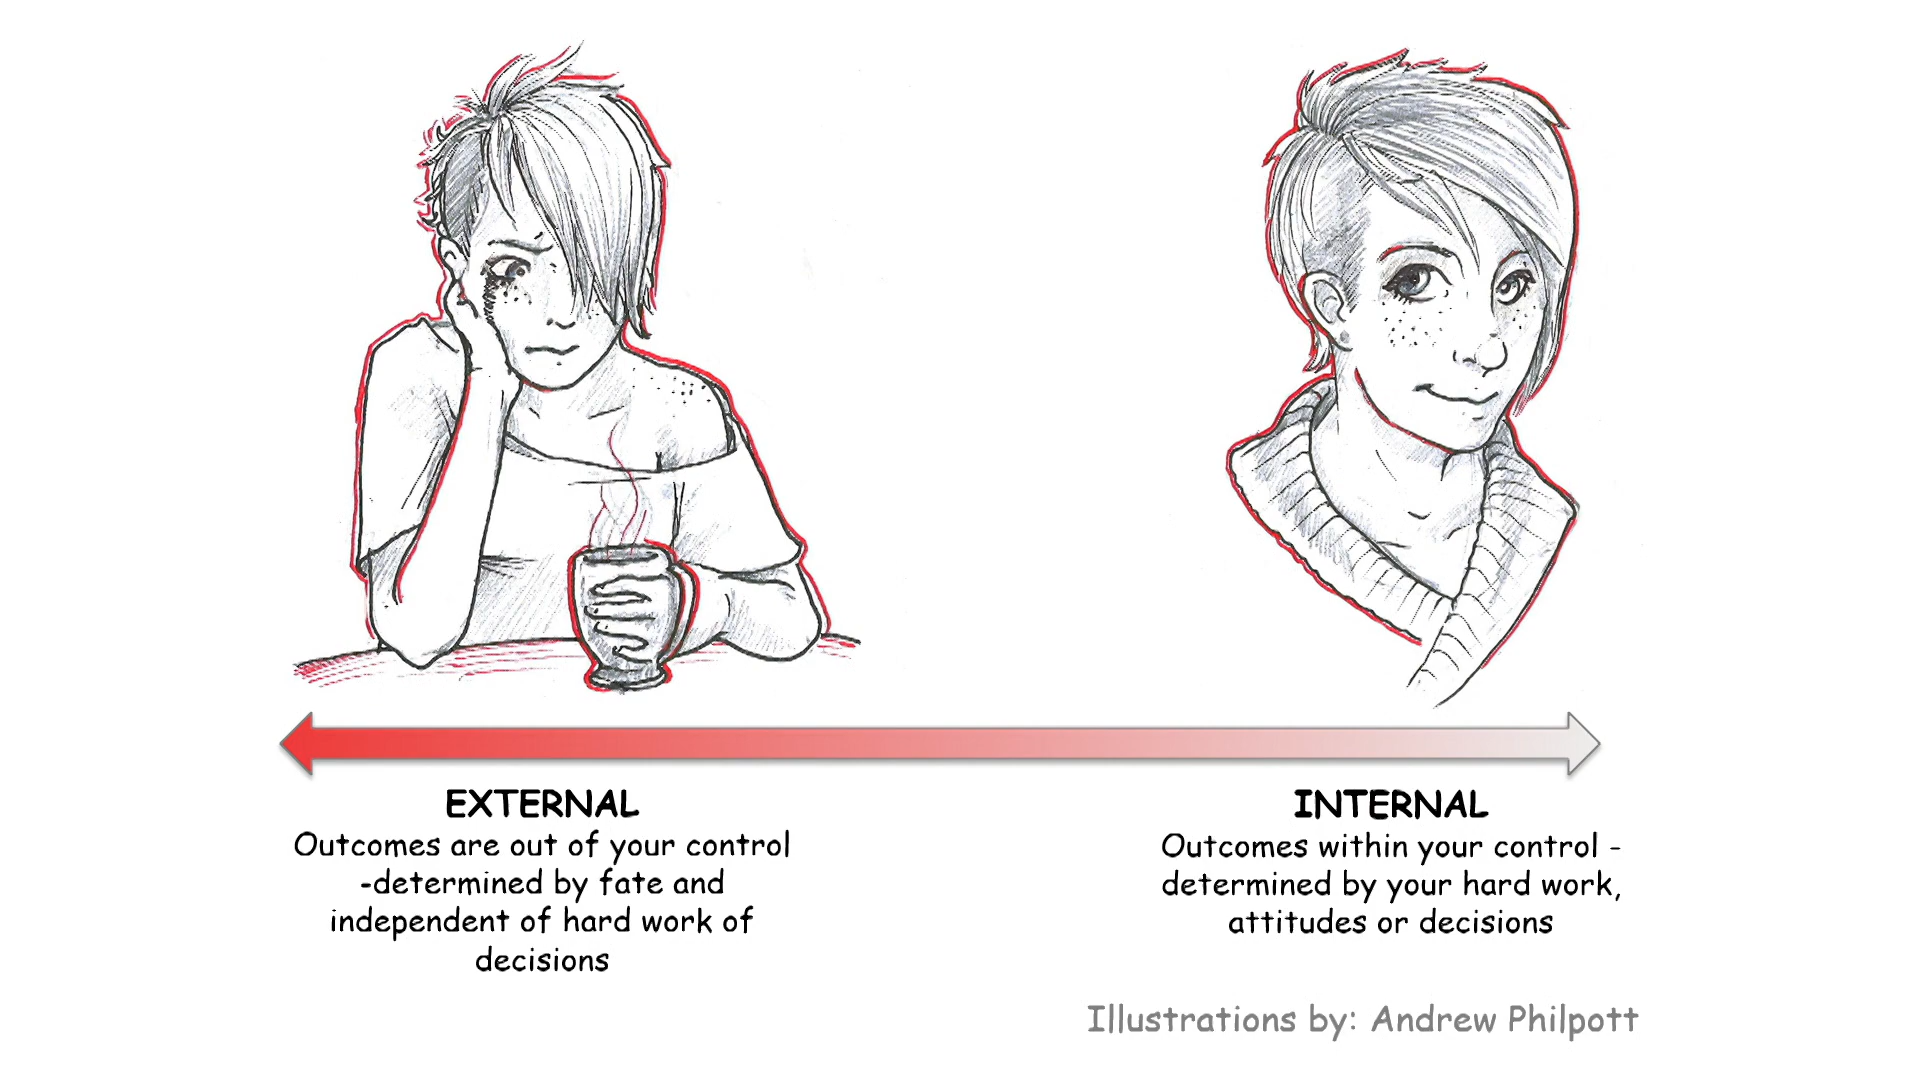 EXTERNAL
Outcomes are out of your control
-determined by fate and
independent of hard work of
decisions
INTERNAL
Outcomes within your control -
determined by your hard work,
attitudes or decisions
Illustrations by: Andrew Philpott